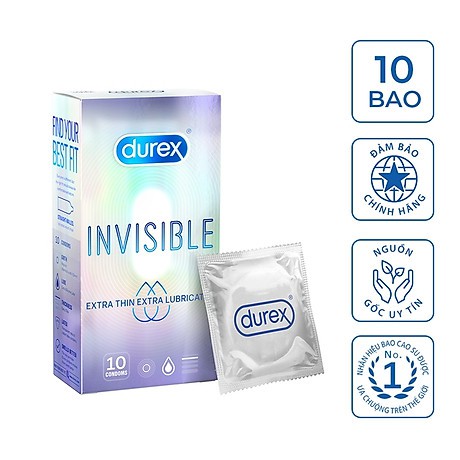 FIND YOUR
BEST FIT
durex
INVISIBLE
EXTRA THIN EXTRA LUBRICAT
10
CONDOMS
durex
10
BAO
ĐẢM BẢO
CHÍNH HÃNG
NGUỒN
GỐC UY TÍN
NHÃN HIỆU BAO CAO SU ĐƯỢC
No.
1
ƯA CHUỘNG TRÊN THẾ GIỚI